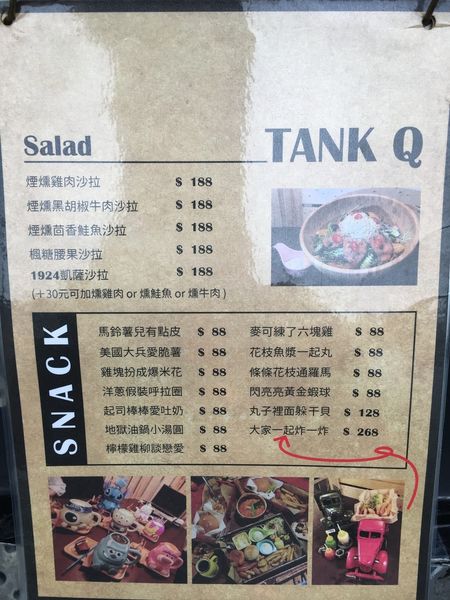 Salad
TANK Q
煙燻雞肉沙拉 $ 188
煙燻黑胡椒牛肉沙拉 $ 188
煙燻茴香鮭魚沙拉 $ 188
楓糖腰果沙拉 $ 188
1924凱薩沙拉 $ 188
(+30元可加燻雞肉 or 燻鮭魚 or 燻牛肉)
SNACK
馬鈴薯兒有點皮 $ 88
美國大兵愛脆薯 $ 88
雞塊扮成爆米花 $ 88
洋蔥假裝呼拉圈 $ 88
起司棒棒愛吐奶 $ 88
地獄油鍋小湯圓 $ 88
檸檬雞柳談戀愛 $ 88
麥可練了六塊雞 $ 88
花枝魚漿一起丸 $ 88
條條花枝通羅馬 $ 88
閃亮亮黃金蝦球 $ 88
丸子裡面躲干貝 $ 128
大家一起炸一炸 $ 268